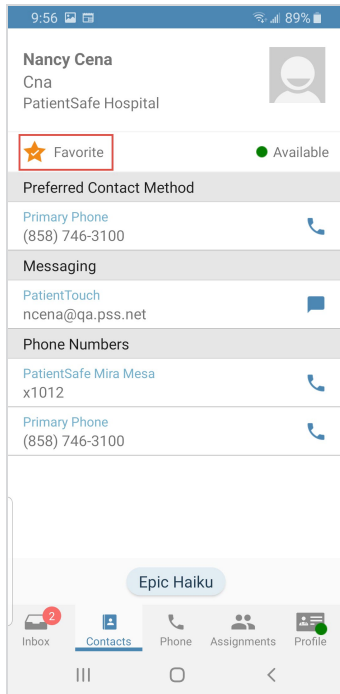 9:56 89%
Nancy Cena
Cna
PatientSafe Hospital
Favorite Available
Preferred Contact Method
Primary Phone
(858) 746-3100
Messaging
PatientTouch
ncena@qa.pss.net
Phone Numbers
PatientSafe Mira Mesa
x1012
Primary Phone
(858) 746-3100
Epic Haiku
2
Inbox Contacts Phone Assignments Profile